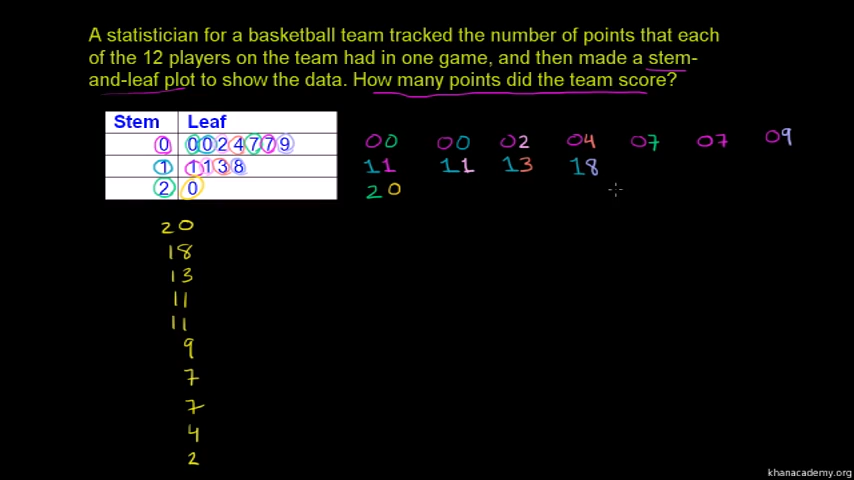 A statistician for a basketball team tracked the number of points that each
of the 12 players on the team had in one game, and then made a stem-
and-leaf plot to show the data. How many points did the team score?
Stem Leaf
0 0024779 00 00 02 04 07 07 09
1 1138 11 11 13 18
2 0 20
20
18
13
11
11
9
7
7
4
2
khanacademy.org